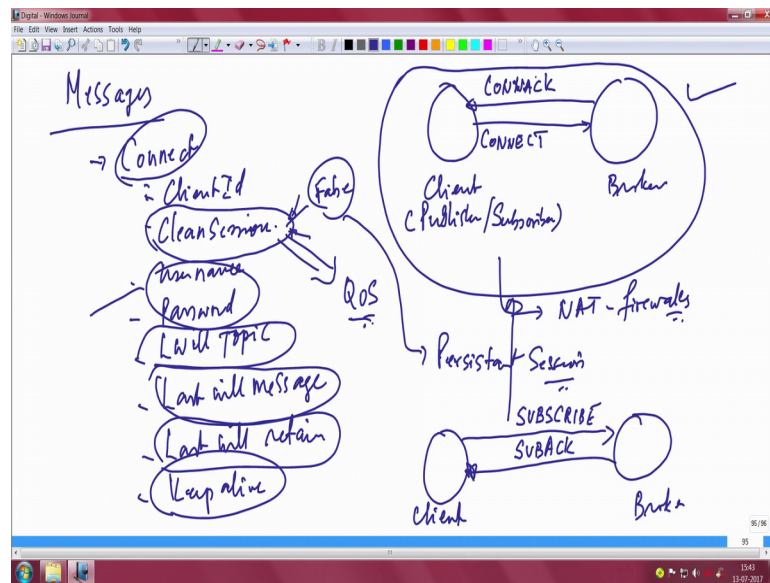 Digital - Windows Journal
File Edit View Insert Actions Tools Help
Messages
→ Connect
- ClientId
- CleanSession.
- Username
- Password
- LWill Topic
- Last will message
- Last will retain
- Keep alive
False
QOS
CONNACK
CONNECT
Client
(Publisher/Subscriber)
Broker
→ NAT - firewalls
→ Persistant Session
SUBSCRIBE
SUBACK
Client
Broker
95/96
95
15:43
13-07-2017